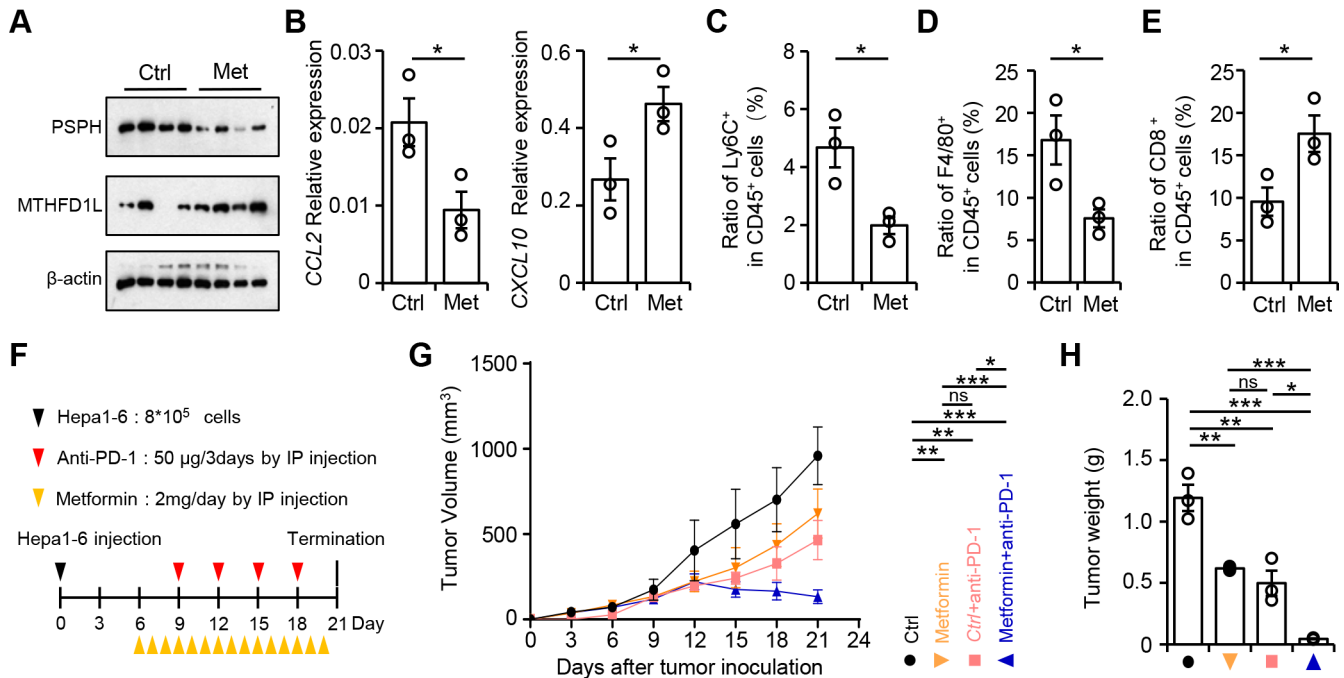 A
Ctrl Met
PSPH
MTHFD1L
β-actin
B
CCL2 Relative expression
0.03
0.02
0.01
0
*
Ctrl Met
CXCL10 Relative expression
0.6
0.4
0.2
0
*
Ctrl Met
C
Ratio of Ly6C⁺
in CD45⁺ cells (%)
8
6
4
2
0
*
Ctrl Met
D
Ratio of F4/80⁺
in CD45⁺ cells (%)
25
20
15
10
5
0
*
Ctrl Met
E
Ratio of CD8⁺
in CD45⁺ cells (%)
25
20
15
10
5
0
*
Ctrl Met
F
Hepa1-6 : 8*10⁵ cells
Anti-PD-1 : 50 µg/3days by IP injection
Metformin : 2mg/day by IP injection
Hepa1-6 injection Termination
0 3 6 9 12 15 18 21 Day
G
Tumor Volume (mm³)
1500
1000
500
0
0 3 6 9 12 15 18 21 24
Days after tumor inoculation
*
***
ns
***
**
**
Ctrl
Metformin
Ctrl+anti-PD-1
Metformin+anti-PD-1
H
Tumor weight (g)
2.0
1.5
1.0
0.5
0
***
ns
*
***
**
**